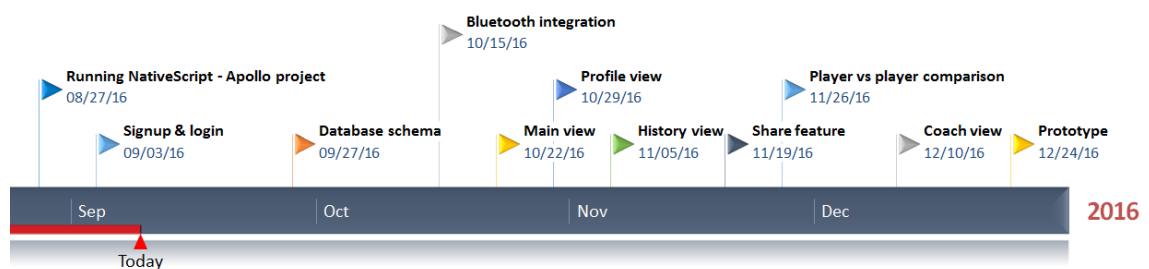 Bluetooth integration
10/15/16
Running NativeScript - Apollo project
08/27/16
Profile view
10/29/16
Player vs player comparison
11/26/16
Signup & login
09/03/16
Database schema
09/27/16
Main view
10/22/16
History view
11/05/16
Share feature
11/19/16
Coach view
12/10/16
Prototype
12/24/16
Sep Oct Nov Dec 2016
Today